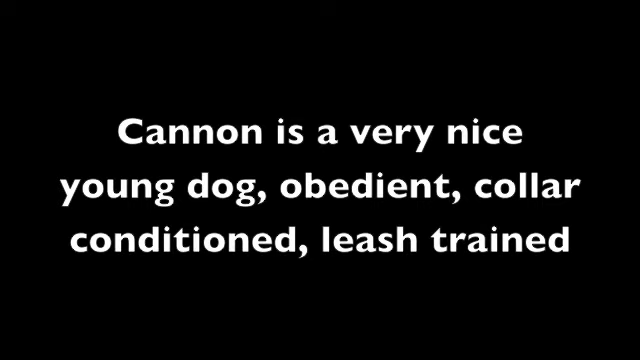 Cannon is a very nice
young dog, obedient, collar
conditioned, leash trained